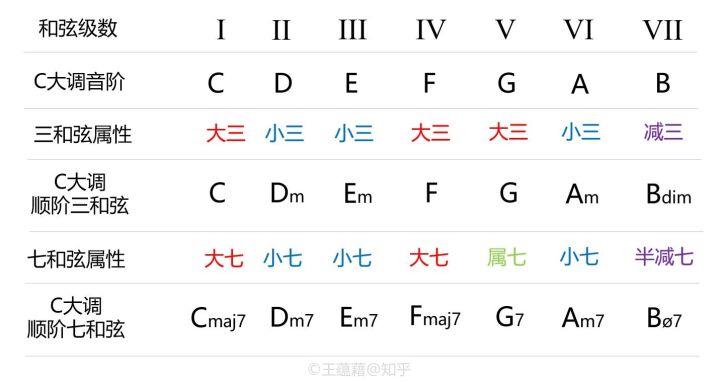 和弦级数 I II III IV V VI VII
C大调音阶 C D E F G A B
三和弦属性 大三 小三 小三 大三 大三 小三 减三
C大调
顺阶三和弦 C Dm Em F G Am Bdim
七和弦属性 大七 小七 小七 大七 属七 小七 半减七
C大调
顺阶七和弦 Cmaj7 Dm7 Em7 Fmaj7 G7 Am7 Bø7
©王蕴藉@知乎